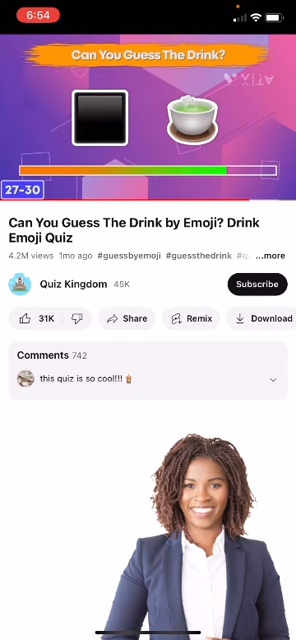 6:54
Can You Guess The Drink?
27-30
Can You Guess The Drink by Emoji? Drink
Emoji Quiz
4.2M views 1mo ago #guessbyemoji #guessthedrink #q ...more
Quiz Kingdom 45K
Subscribe
31K
Share
Remix
Download
Comments 742
this quiz is so cool!!!